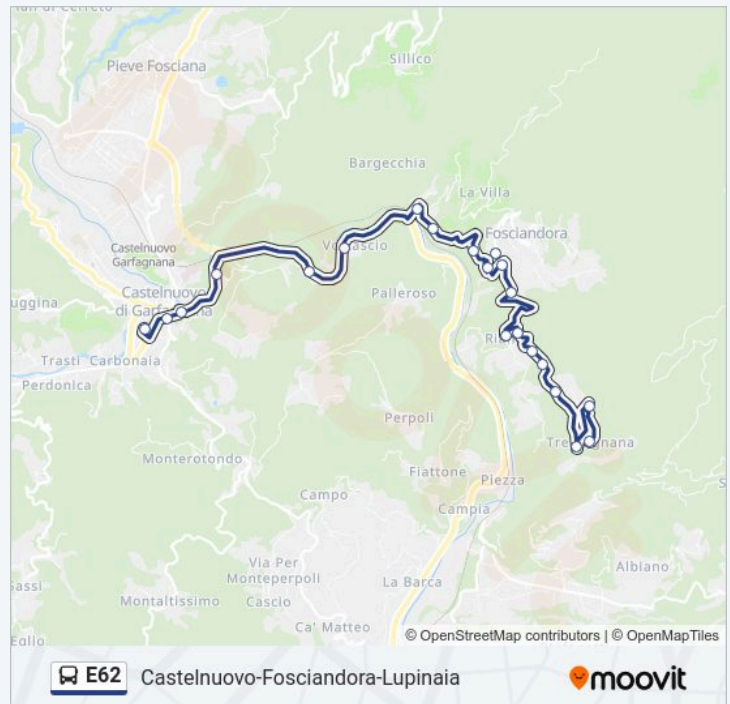 Pieve Fosciana
Sillico
Bargecchia
La Villa
Fosciandora
Castelnuovo
Garfagnana
Castelnuovo
di Garfagnana
Palleroso
Trasti Carbonaia
Perdonica
Perpoli
Monterotondo
Fiattone
Piezza
Campo
Campia
Via Per
Monteperpoli
Cascio
La Barca
Albiano
Montaltissimo
Ca' Matteo
© OpenStreetMap contributors | © OpenMapTiles
E62 Castelnuovo-Fosciandora-Lupinaia
moovit